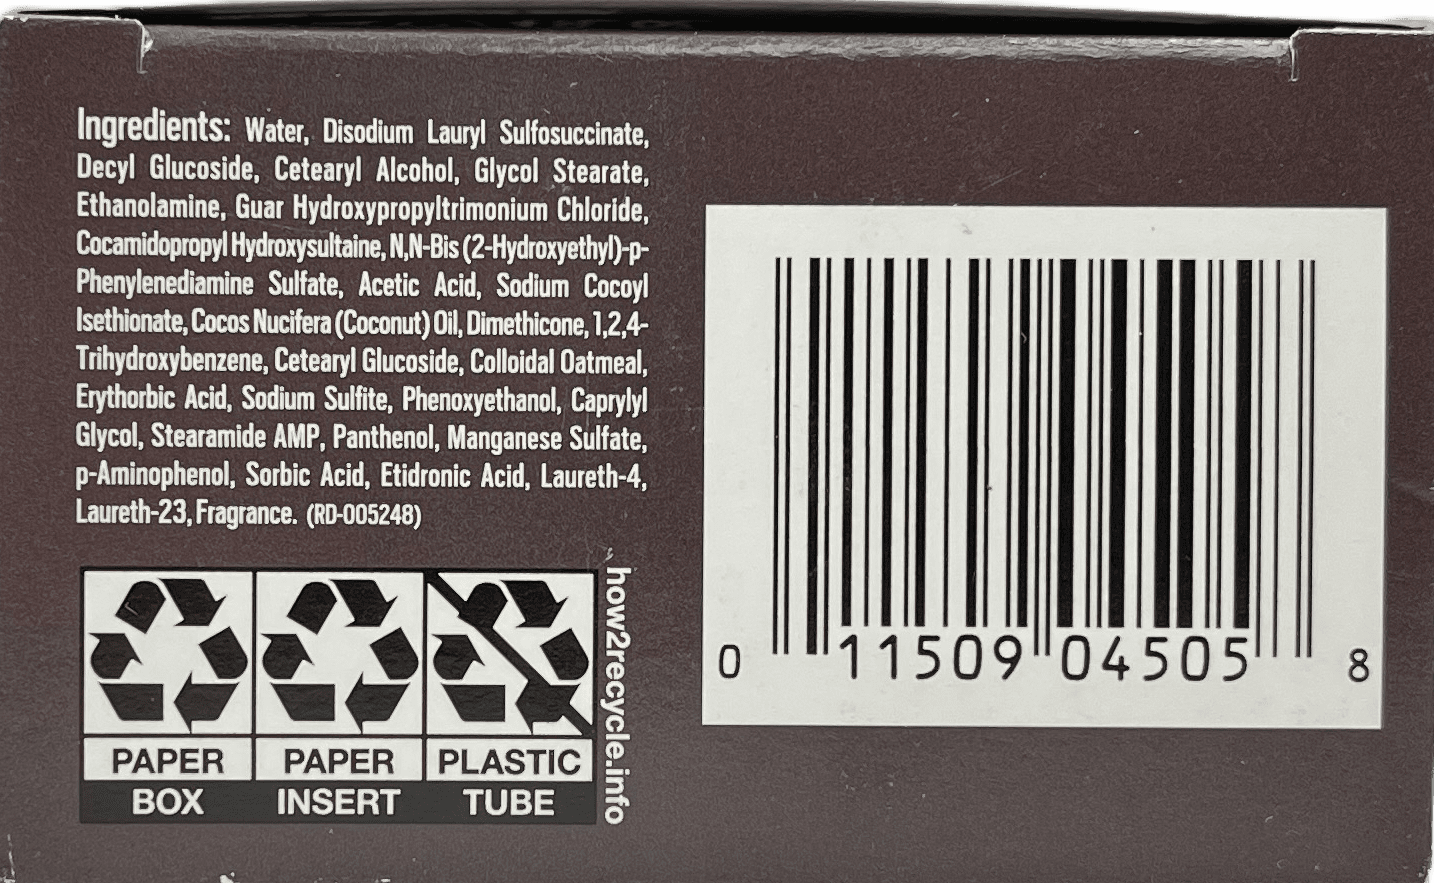 Ingredients: Water, Disodium Lauryl Sulfosuccinate,
Decyl Glucoside, Cetearyl Alcohol, Glycol Stearate,
Ethanolamine, Guar Hydroxypropyltrimonium Chloride,
Cocamidopropyl Hydroxysultaine, N,N-Bis (2-Hydroxyethyl)-p-
Phenylenediamine Sulfate, Acetic Acid, Sodium Cocoyl
Isethionate, Cocos Nucifera (Coconut) Oil, Dimethicone, 1,2,4-
Trihydroxybenzene, Cetearyl Glucoside, Colloidal Oatmeal,
Erythorbic Acid, Sodium Sulfite, Phenoxyethanol, Caprylyl
Glycol, Stearamide AMP, Panthenol, Manganese Sulfate,
p-Aminophenol, Sorbic Acid, Etidronic Acid, Laureth-4,
Laureth-23, Fragrance. (RD-005248)
PAPER PAPER PLASTIC
BOX INSERT TUBE
how2recycle.info
0 11509 04505 8